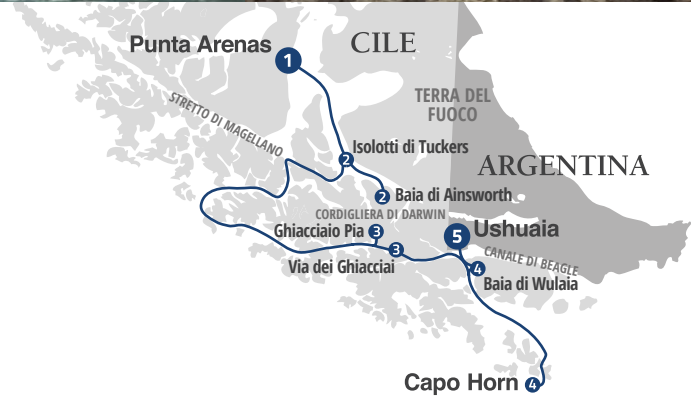 Punta Arenas
1
CILE
TERRA DEL
FUOCO
STRETTO DI MAGELLANO
Isolotti di Tuckers
2
ARGENTINA
2
Baia di Ainsworth
CORDIGLIERA DI DARWIN
Ghiacciaio Pia
3
5
Ushuaia
3
Via dei Ghiacciai
CANALE DI BEAGLE
4
Baia di Wulaia
Capo Horn
4